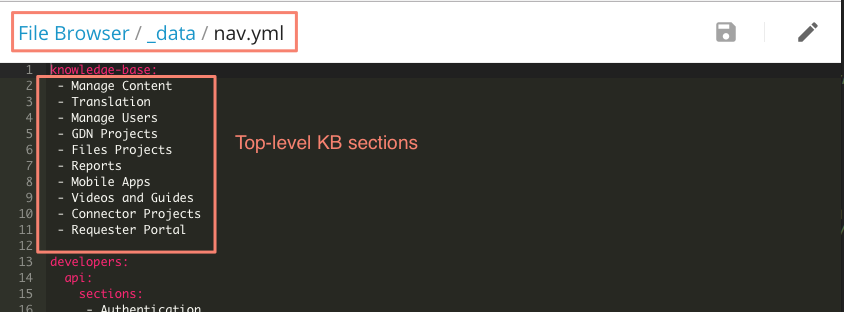 File Browser / _data / nav.yml
1 knowledge-base:
2 - Manage Content
3 - Translation
4 - Manage Users
5 - GDN Projects
6 - Files Projects
7 - Reports
8 - Mobile Apps
9 - Videos and Guides
10 - Connector Projects
11 - Requester Portal
12
13 developers:
14 api:
15 sections:
16 - Authentication
Top-level KB sections